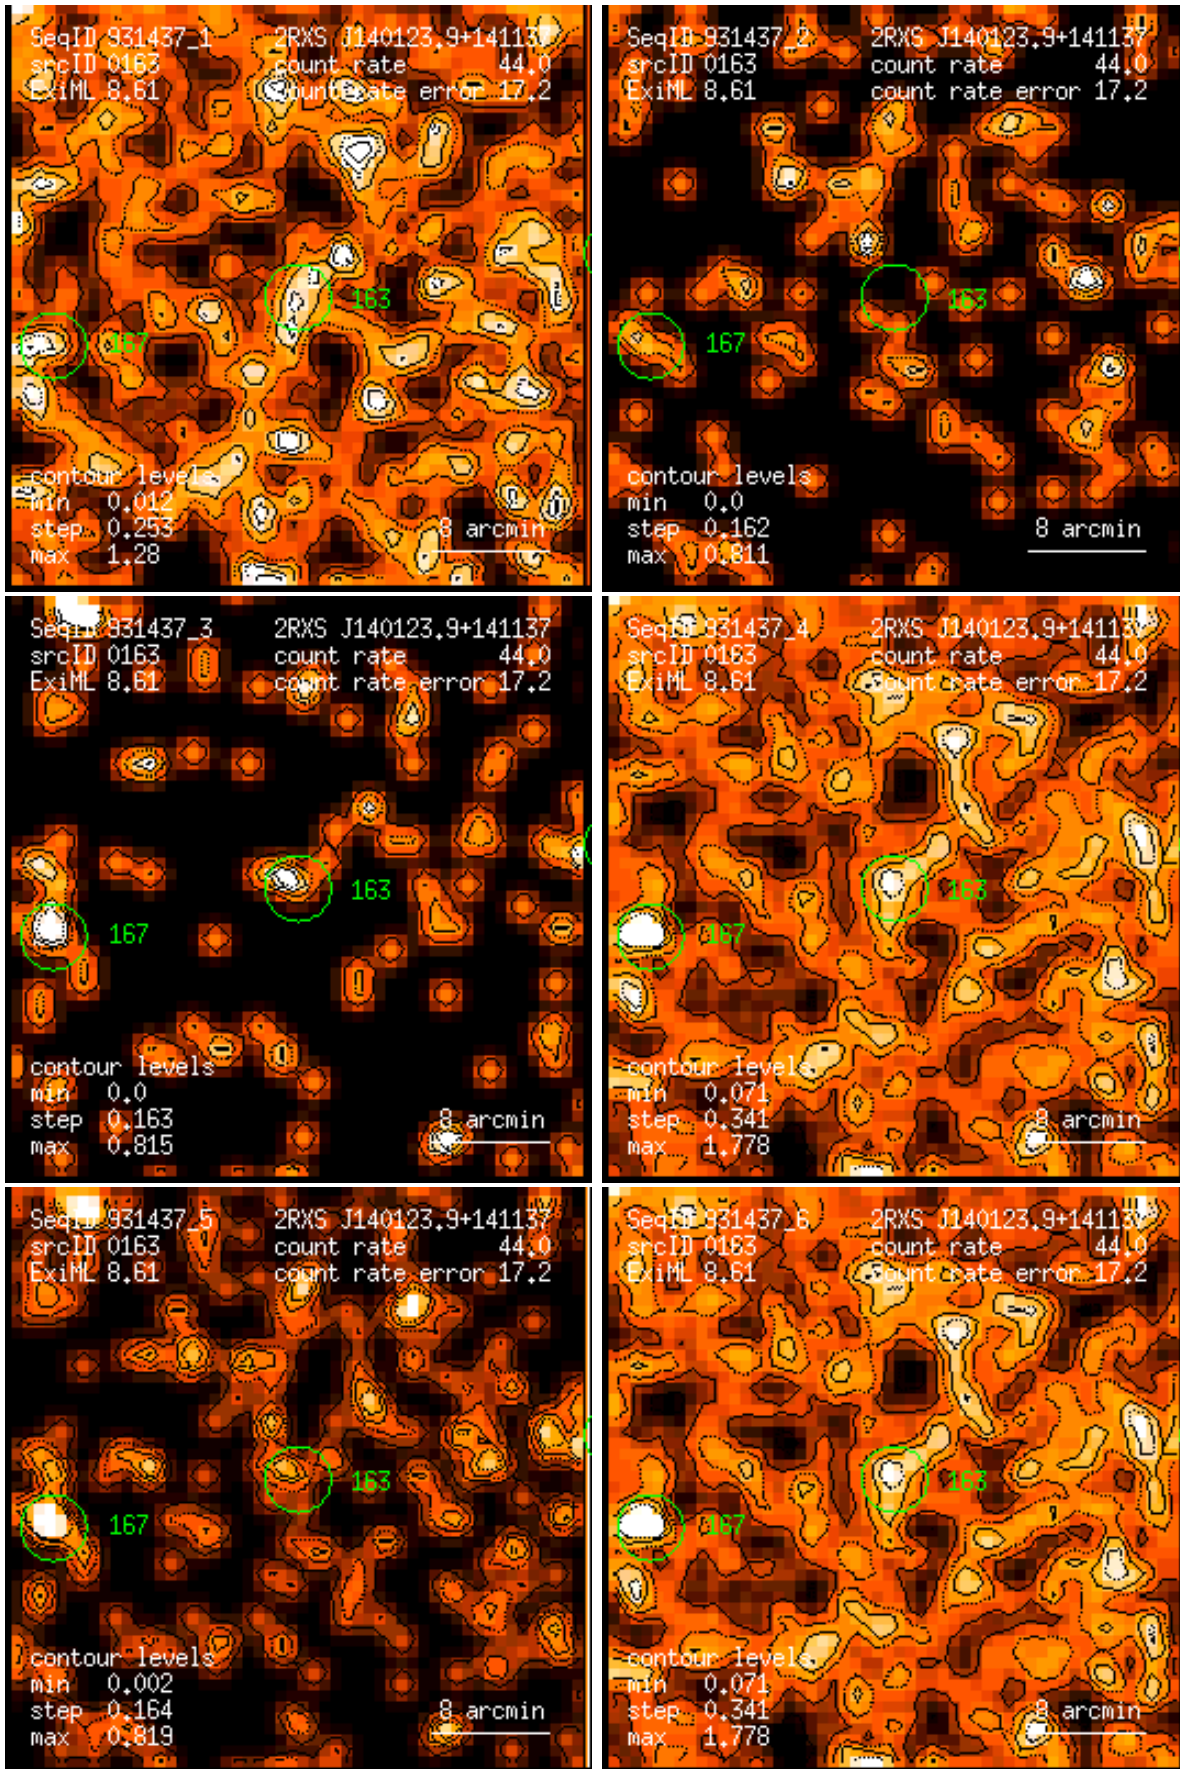 SeqID 931437_1 2RXS J140123.9+141137
srcID 0163 count rate 44.0
ExiML 8.61 count rate error 17.2
163
167
contour levels
min 0.012
step 0.253
max 1.28
8 arcmin
SeqID 931437_2 2RXS J140123.9+141137
srcID 0163 count rate 44.0
ExiML 8.61 count rate error 17.2
163
167
contour levels
min 0.0
step 0.162
max 0.811
8 arcmin
SeqID 931437_3 2RXS J140123.9+141137
srcID 0163 count rate 44.0
ExiML 8.61 count rate error 17.2
163
167
contour levels
min 0.0
step 0.163
max 0.815
8 arcmin
SeqID 931437_4 2RXS J140123.9+141137
srcID 0163 count rate 44.0
ExiML 8.61 count rate error 17.2
163
167
contour levels
min 0.071
step 0.341
max 1.778
8 arcmin
SeqID 931437_5 2RXS J140123.9+141137
srcID 0163 count rate 44.0
ExiML 8.61 count rate error 17.2
163
167
contour levels
min 0.002
step 0.164
max 0.819
8 arcmin
SeqID 931437_6 2RXS J140123.9+141137
srcID 0163 count rate 44.0
ExiML 8.61 count rate error 17.2
163
167
contour levels
min 0.071
step 0.341
max 1.778
8 arcmin